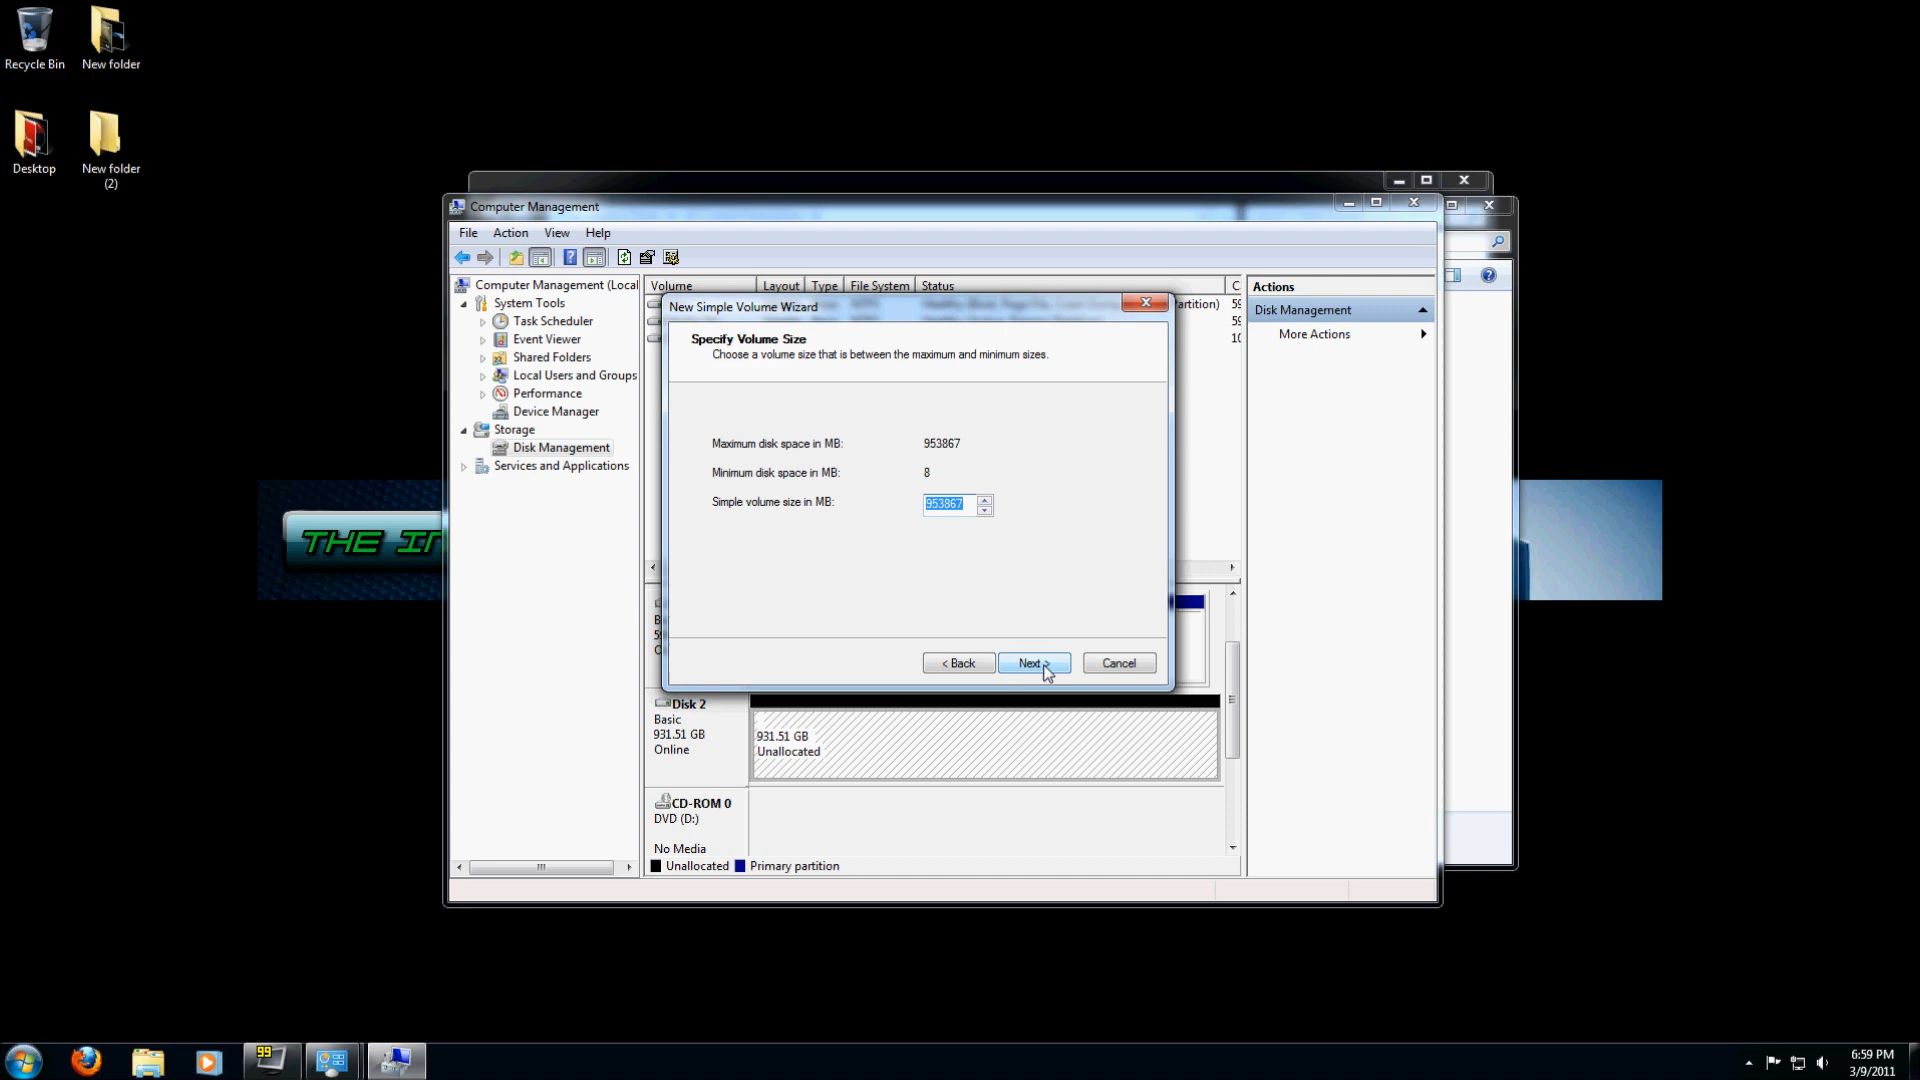 Recycle Bin
New folder
Desktop
New folder
(2)
THE IN
Computer Management
File Action View Help
Computer Management (Local
System Tools
Task Scheduler
Event Viewer
Shared Folders
Local Users and Groups
Performance
Device Manager
Storage
Disk Management
Services and Applications
Volume Layout Type File System Status C
artition) 59
59
10
New Simple Volume Wizard
Specify Volume Size
Choose a volume size that is between the maximum and minimum sizes.
Maximum disk space in MB: 953867
Minimum disk space in MB: 8
Simple volume size in MB: 953867
< Back Next > Cancel
Disk 2
Basic
931.51 GB
Online
931.51 GB
Unallocated
CD-ROM 0
DVD (D:)
No Media
Unallocated Primary partition
Actions
Disk Management
More Actions
99
6:59 PM
3/9/2011